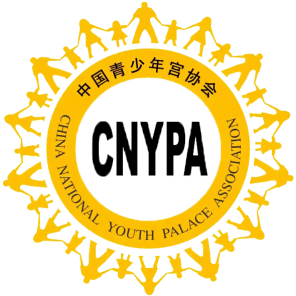 中国青少年宫协会
CNYPA
CHINA NATIONAL YOUTH PALACE ASSOCIATION